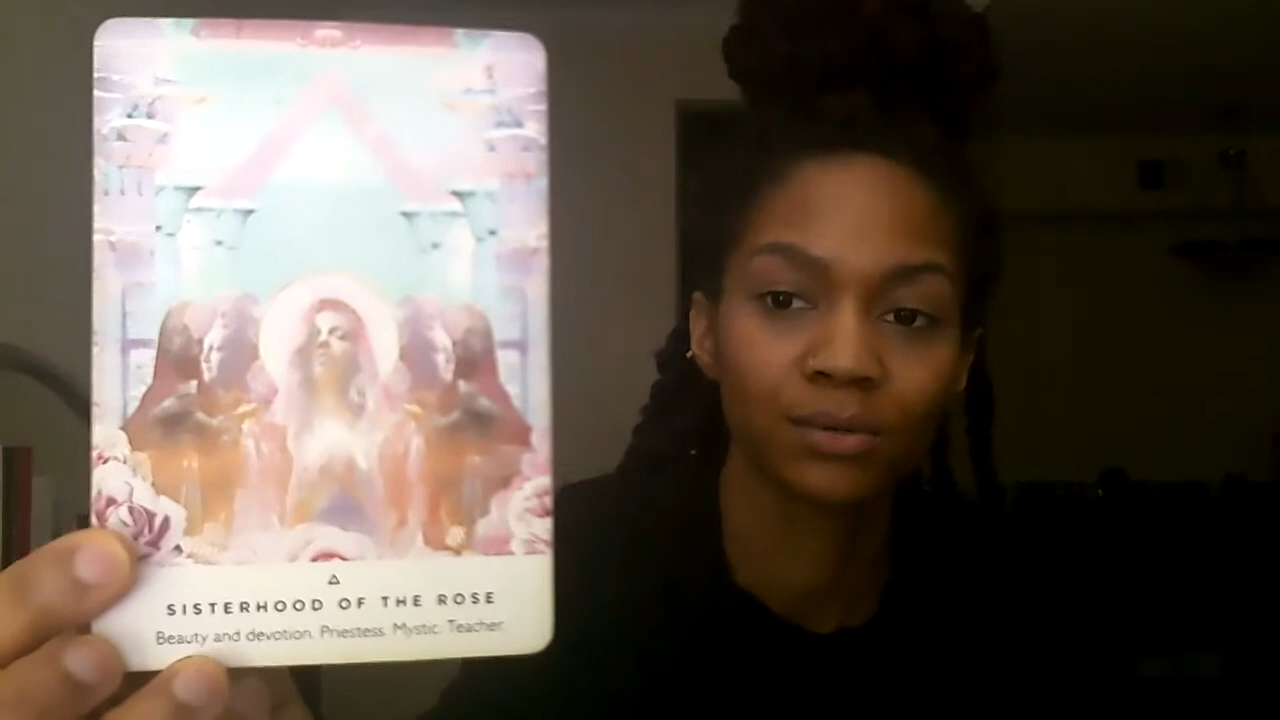 SISTERHOOD OF THE ROSE
Beauty and devotion. Priestess. Mystic. Teacher